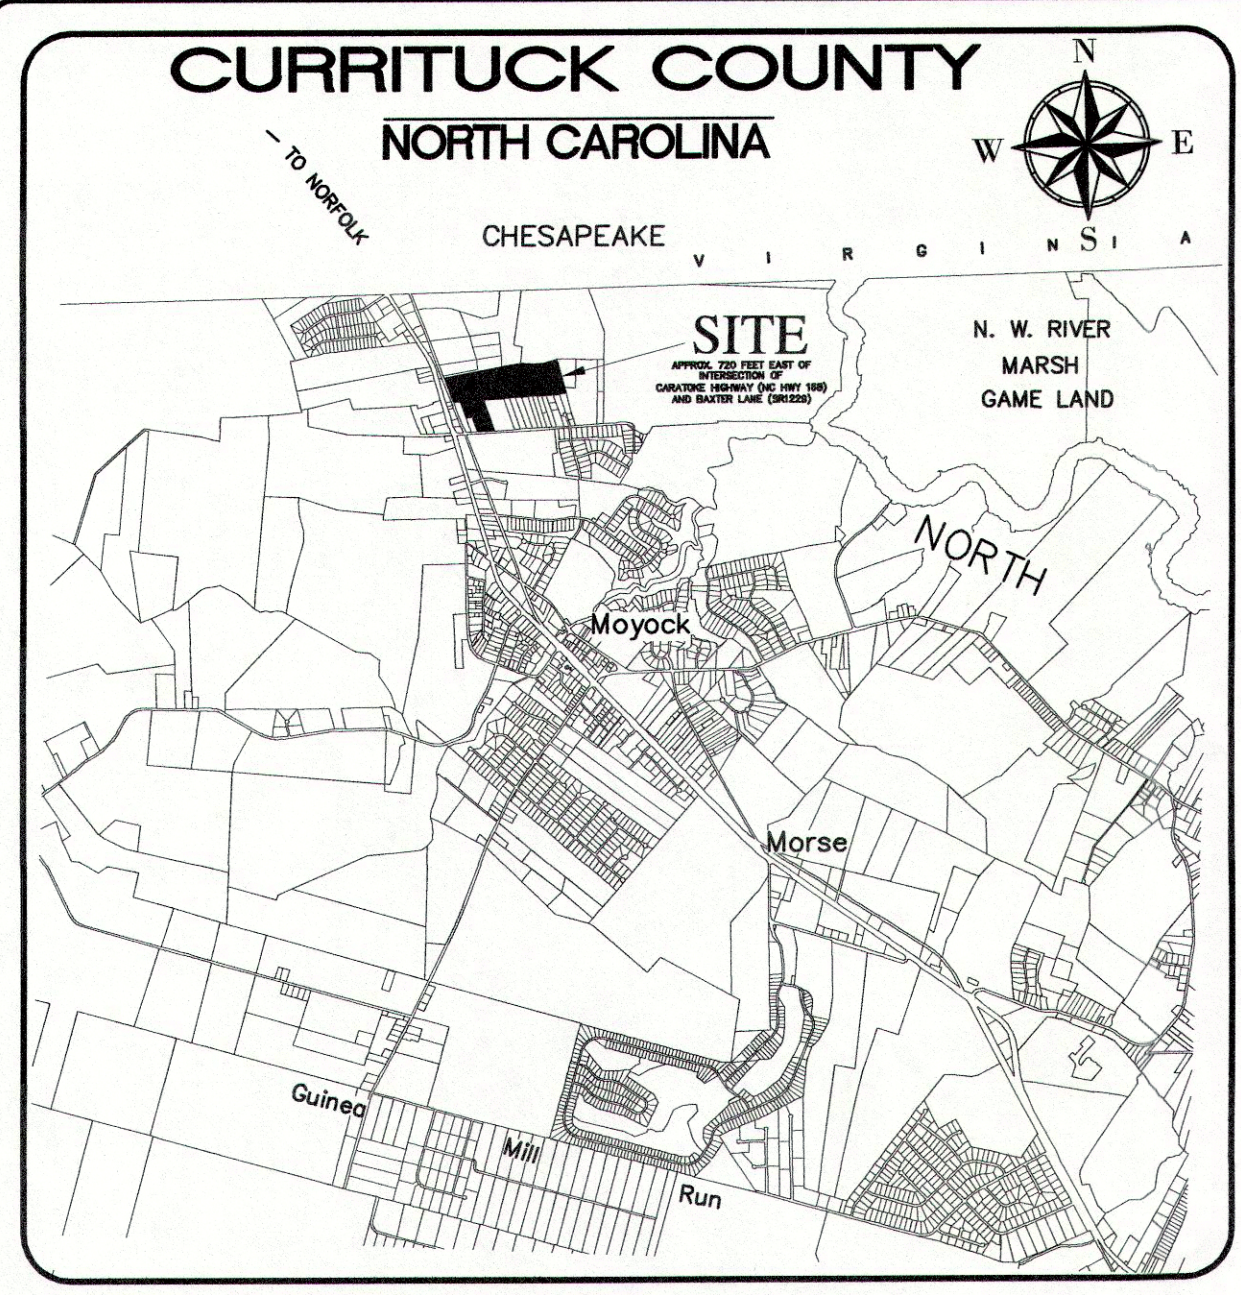 CURRITUCK COUNTY
NORTH CAROLINA
N
W
E
S
— TO NORFOLK
CHESAPEAKE
V I R G I N I A
SITE
APPROX. 720 FEET EAST OF
INTERSECTION OF
CARATOKE HIGHWAY (NC HWY 168)
AND BAXTER LANE (SR1229)
N. W. RIVER
MARSH
GAME LAND
NORTH
Moyock
Morse
Guinea
Mill
Run